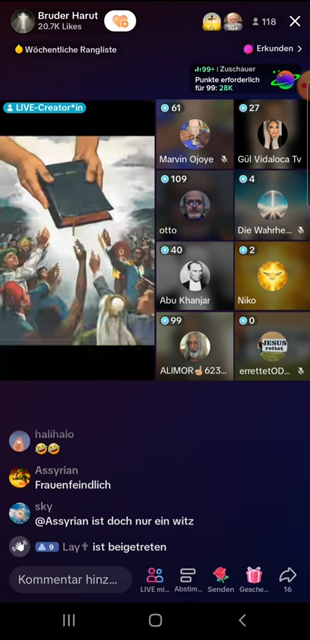 Bruder Harut
20.7K Likes
118
Wöchentliche Rangliste
Erkunden >
99+ | Zuschauer
Punkte erforderlich
für 99: 28K
LIVE-Creator*in
61
27
Marvin Ojoye
Gül Vidaloca Tv
109
4
otto
Die Wahrhe...
40
2
Abu Khanjar
Niko
99
0
JESUS
rettet
ALIMOR☝️623...
errettetOD...
halihalo
🤣🤣
Assyrian
Frauenfeindlich
sky
@Assyrian ist doch nur ein witz
9 Lay✝ ist beigetreten
Kommentar hinz...
LIVE mi...
Abstim...
Senden
Gesche...
16